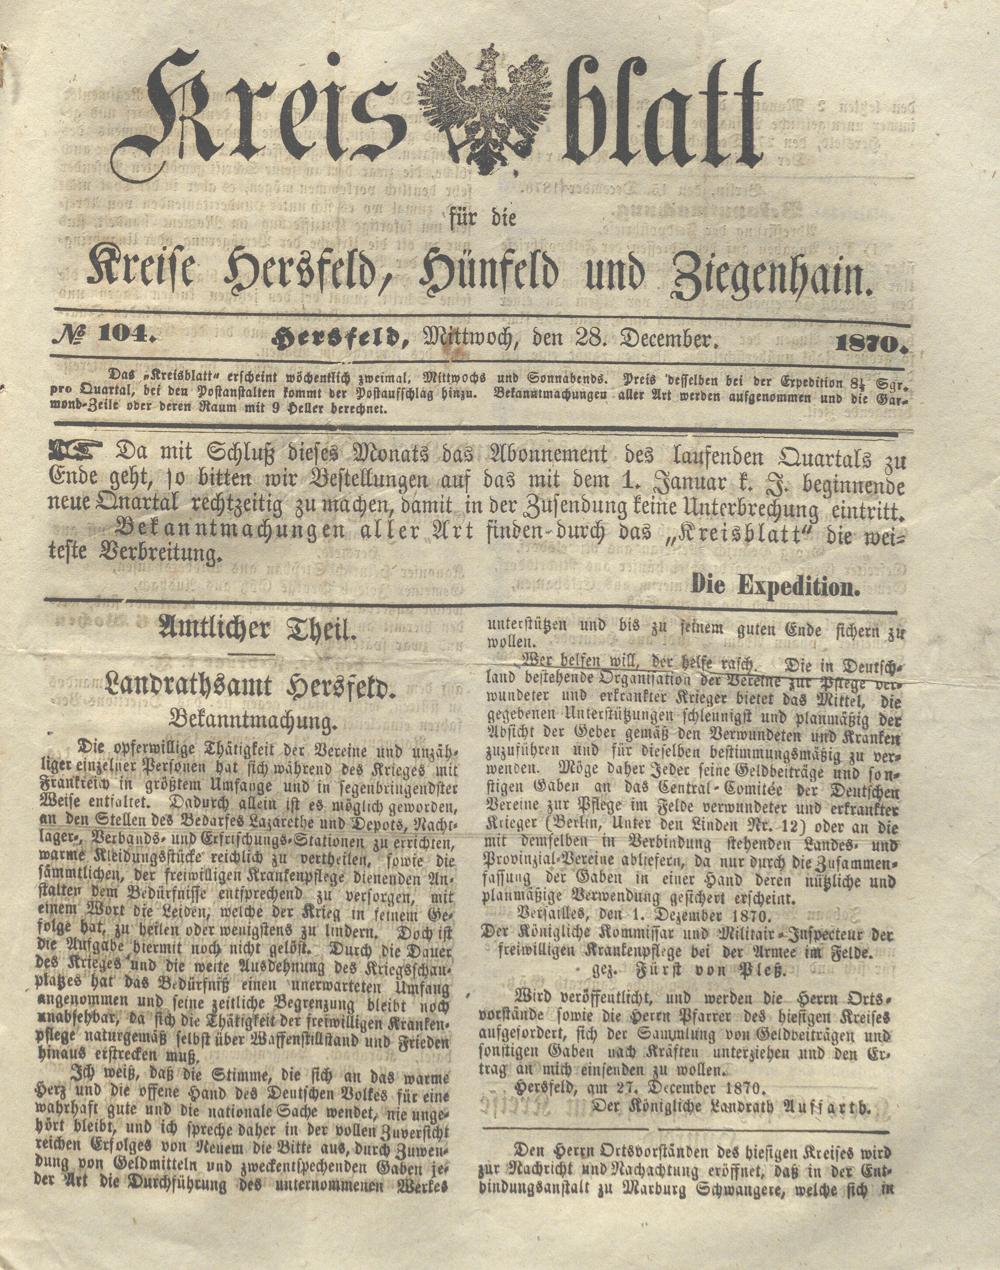 Kreisblatt
für die
Kreise Hersfeld, Hünfeld und Ziegenhain.
№ 104. Hersfeld, Mittwoch, den 28. December. 1870.
Das „Kreisblatt“ erscheint wöchentlich zweimal, Mittwochs und Sonnabends. Preis desselben bei der Expedition 8¼ Sgr.
pro Quartal, bei den Postanstalten kommt der Postaufschlag hinzu. Bekanntmachungen aller Art werden aufgenommen und die Gar-
mond-Zeile oder deren Raum mit 9 Heller berechnet.
☞ Da mit Schluß dieses Monats das Abonnement des laufenden Quartals zu
Ende geht, so bitten wir Bestellungen auf das mit dem 1. Januar k. J. beginnende
neue Quartal rechtzeitig zu machen, damit in der Zusendung keine Unterbrechung eintritt.
Bekanntmachungen aller Art finden durch das „Kreisblatt“ die wei-
teste Verbreitung.
Die Expedition.
Amtlicher Theil.
Landrathsamt Hersfeld.
Bekanntmachung.
Die opferwillige Thätigkeit der Vereine und unzäh-
liger einzelner Personen hat sich während des Krieges mit
Frankreich in größtem Umfange und in segenbringendster
Weise entfaltet. Dadurch allein ist es möglich geworden,
an den Stellen des Bedarfes Lazarethe und Depots, Nacht-
lager-, Verbands- und Erfrischungs-Stationen zu errichten,
warme Kleidungsstücke reichlich zu vertheilen, sowie die
sämmtlichen, der freiwilligen Krankenpflege dienenden An-
stalten dem Bedürfnisse entsprechend zu versorgen, mit
einem Wort die Leiden, welche der Krieg in seinem Ge-
folge hat, zu heilen oder wenigstens zu lindern. Doch ist
die Aufgabe hiermit noch nicht gelöst. Durch die Dauer
des Krieges und die weite Ausdehnung des Kriegsschau-
platzes hat das Bedürfniß einen unerwarteten Umfang
angenommen und seine zeitliche Begrenzung bleibt noch
unabsehbar, da sich die Thätigkeit der freiwilligen Kranken-
pflege naturgemäß selbst über Waffenstillstand und Frieden
hinaus erstrecken muß.
Ich weiß, daß die Stimme, die sich an das warme
Herz und die offene Hand des Deutschen Volkes für eine
wahrhaft gute und die nationale Sache wendet, nie unge-
hört bleibt, und ich spreche daher in der vollen Zuversicht
reichen Erfolges von Neuem die Bitte aus, durch Zuwen-
dung von Geldmitteln und zweckentsprechenden Gaben je-
der Art die Durchführung des unternommenen Werkes
unterstützen und bis zu seinem guten Ende sichern zu
wollen.
Wer helfen will, der helfe rasch. Die in Deutsch-
land bestehende Organisation der Vereine zur Pflege ver-
wundeter und erkrankter Krieger bietet das Mittel, die
gegebenen Unterstützungen schleunigst und planmäßig der
Absicht der Geber gemäß den Verwundeten und Kranken
zuzuführen und für dieselben bestimmungsmäßig zu ver-
wenden. Möge daher Jeder seine Geldbeiträge und son-
stigen Gaben an das Central-Comitée der Deutschen
Vereine zur Pflege im Felde verwundeter und erkrankter
Krieger (Berlin, Unter den Linden Nr. 12) oder an die
mit demselben in Verbindung stehenden Landes- und
Provinzial-Vereine abliefern, da nur durch die Zusammen-
fassung der Gaben in einer Hand deren nützliche und
planmäßige Verwendung gesichert erscheint.
Versailles, den 1. Dezember 1870.
Der Königliche Kommissar und Militair-Inspecteur der
freiwilligen Krankenpflege bei der Armee im Felde.
gez. Fürst von Pleß.
Wird veröffentlicht, und werden die Herrn Orts-
vorstände sowie die Herrn Pfarrer des hiesigen Kreises
aufgefordert, sich der Sammlung von Geldbeiträgen und
sonstigen Gaben nach Kräften unterziehen und den Er-
trag an mich einsenden zu wollen.
Hersfeld, am 27. December 1870.
Der Königliche Landrath Auffarth.
Den Herrn Ortsvorständen des hiesigen Kreises wird
zur Nachricht und Nachachtung eröffnet, daß in der Ent-
bindungsanstalt zu Marburg Schwangere, welche sich in